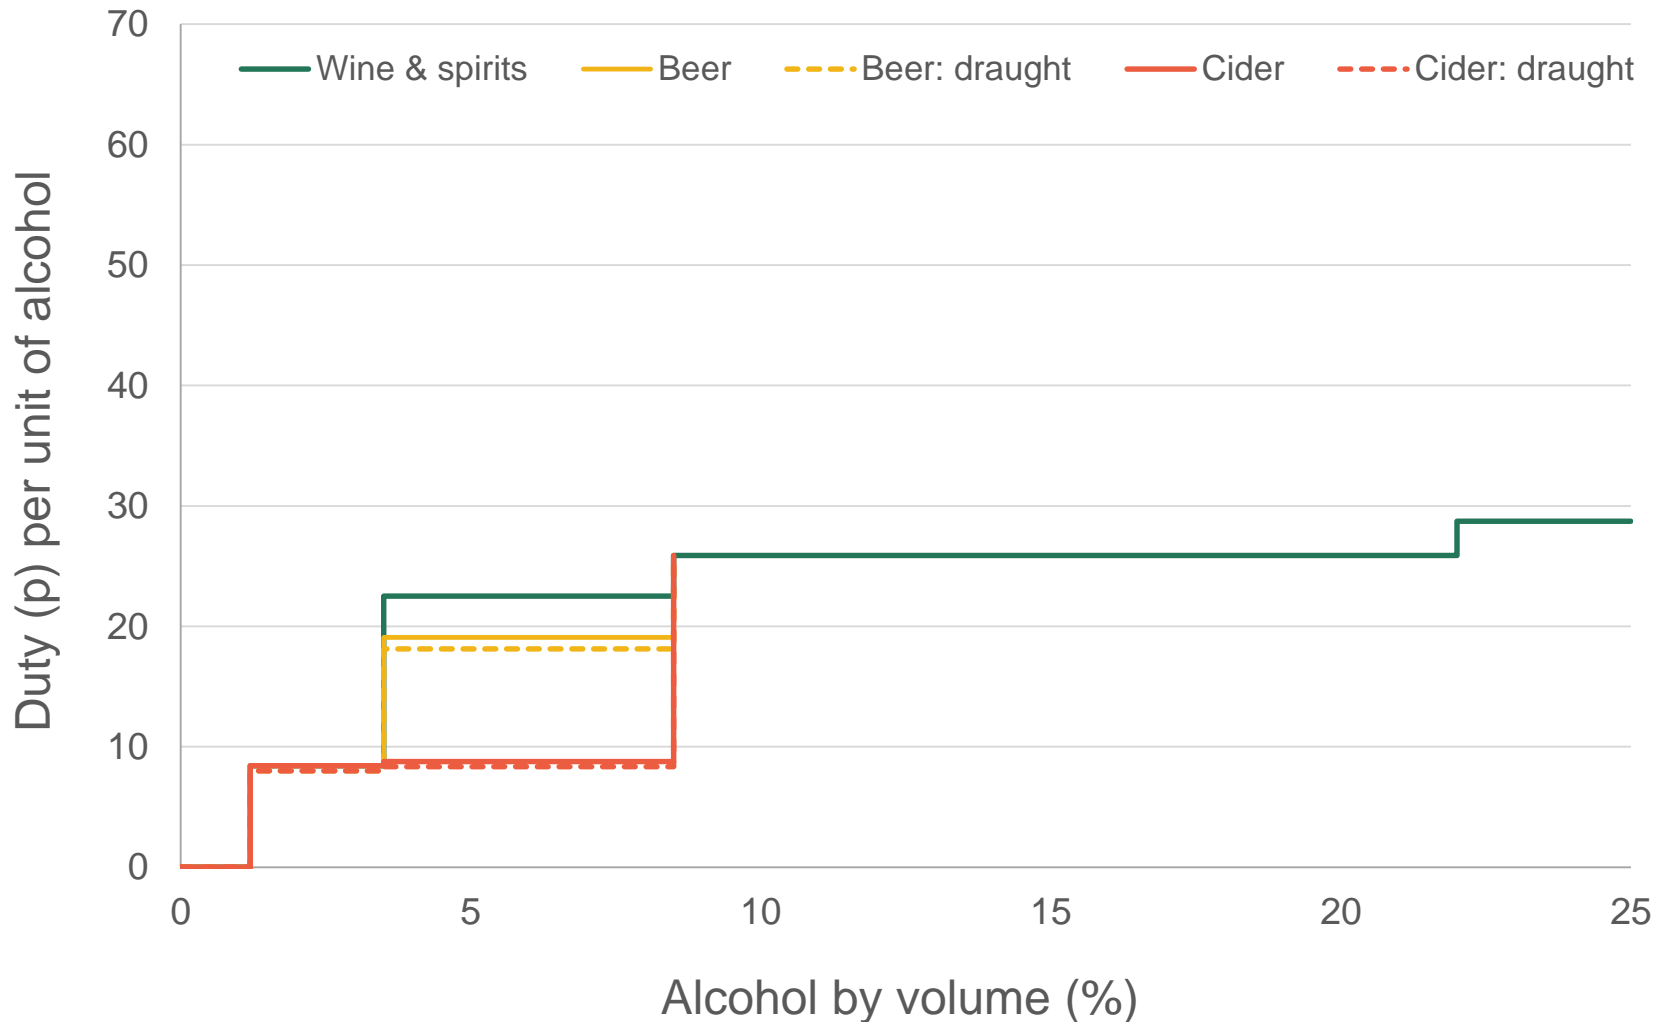 70
Wine & spirits Beer Beer: draught Cider Cider: draught
60
50
40
30
20
10
0
Duty (p) per unit of alcohol
0 5 10 15 20 25
Alcohol by volume (%)